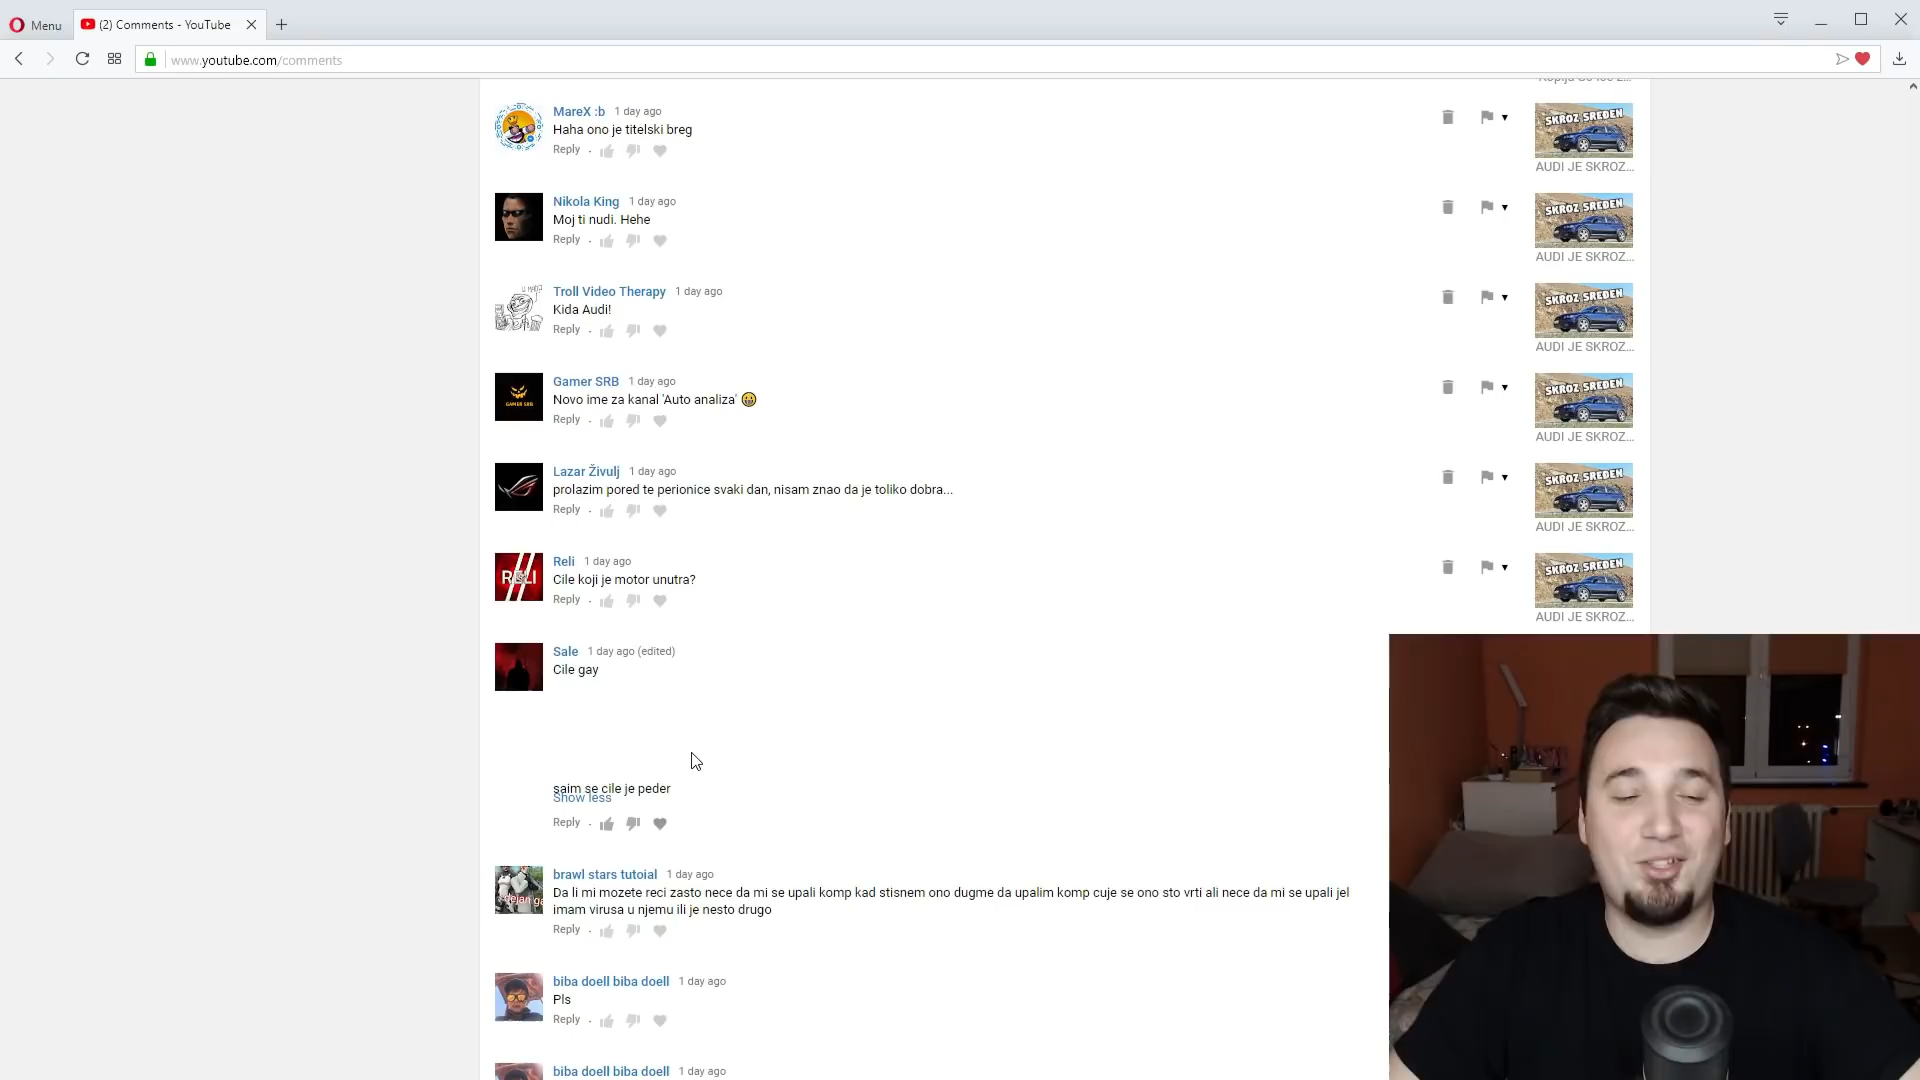 Menu
(2) Comments - YouTube
www.youtube.com/comments
MareX :b 1 day ago
Haha ono je titelski breg
Reply
SKROZ SREĐEN
AUDI JE SKROZ...
Nikola King 1 day ago
Moj ti nudi. Hehe
Reply
SKROZ SREĐEN
AUDI JE SKROZ...
Troll Video Therapy 1 day ago
Kida Audi!
Reply
SKROZ SREĐEN
AUDI JE SKROZ...
Gamer SRB 1 day ago
Novo ime za kanal 'Auto analiza' 😀
Reply
GAMER SRB
SKROZ SREĐEN
AUDI JE SKROZ...
Lazar Živulj 1 day ago
prolazim pored te perionice svaki dan, nisam znao da je toliko dobra...
Reply
SKROZ SREĐEN
AUDI JE SKROZ...
RELI
Reli 1 day ago
Cile koji je motor unutra?
Reply
SKROZ SREĐEN
AUDI JE SKROZ...
Sale 1 day ago (edited)
Cile gay
saim se cile je peder
Show less
Reply
brawl stars tutoial 1 day ago
Da li mi mozete reci zasto nece da mi se upali komp kad stisnem ono dugme da upalim komp cuje se ono sto vrti ali nece da mi se upali jel
imam virusa u njemu ili je nesto drugo
Reply
biba doell biba doell 1 day ago
Pls
Reply
biba doell biba doell 1 day ago